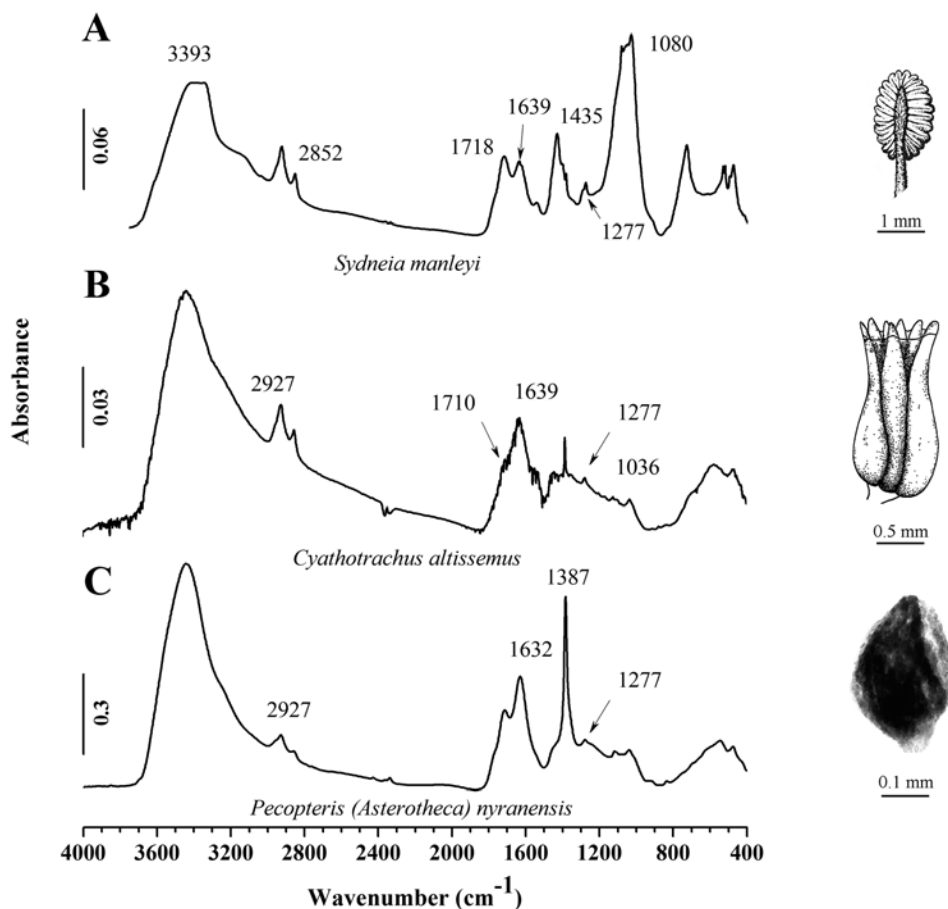 A
3393
1080
1639
1435
0.06
2852
1718
1277
1 mm
Sydneia manleyi
B
1639
2927
1710
1277
0.03
1036
Absorbance
0.5 mm
Cyathotrachus altissemus
C
1387
1632
1277
2927
0.3
0.1 mm
Pecopteris (Asterotheca) nyranensis
4000 3600 3200 2800 2400 2000 1600 1200 800 400
Wavenumber (cm-1)